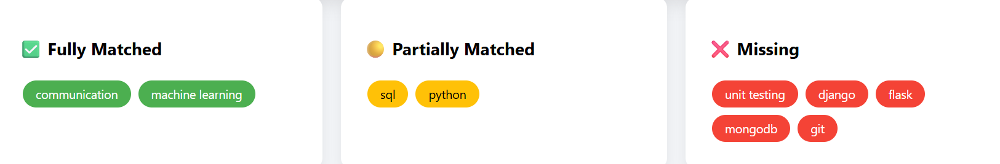 Fully Matched
communication machine learning
Partially Matched
sql python
Missing
unit testing django flask
mongodb git